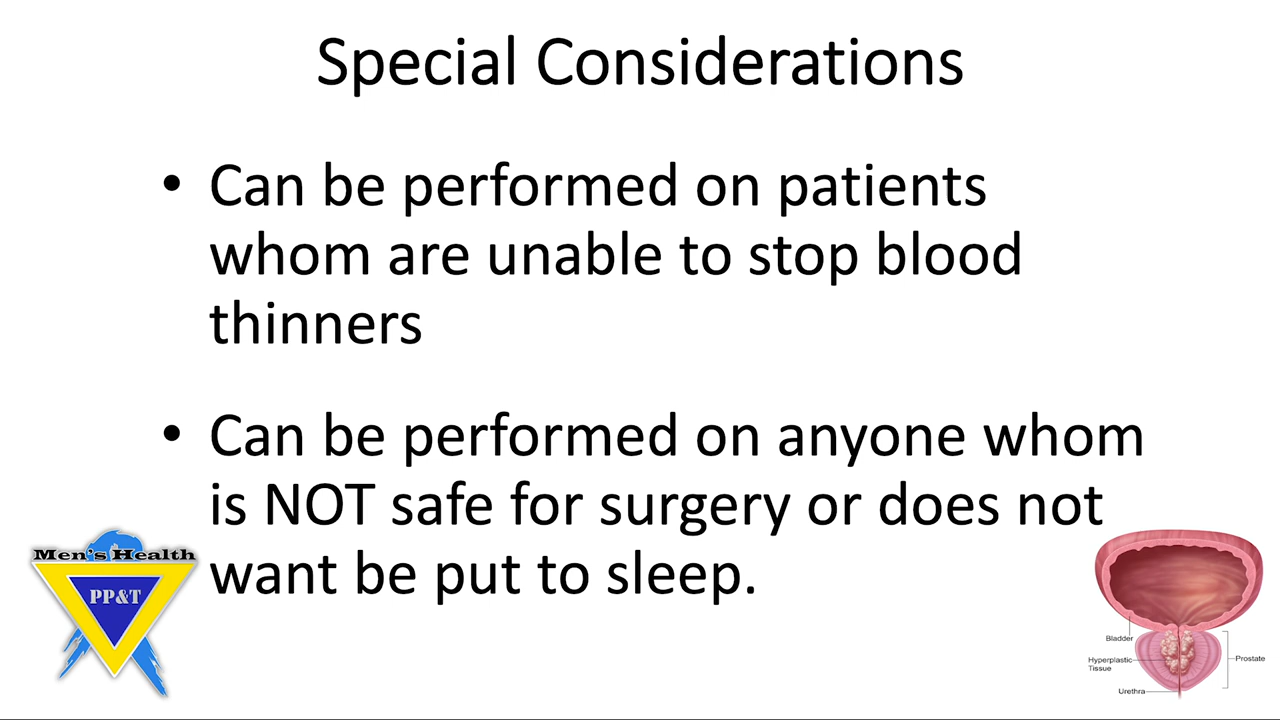 Special Considerations
• Can be performed on patients
whom are unable to stop blood
thinners
• Can be performed on anyone whom
is NOT safe for surgery or does not
want be put to sleep.
Men's Health
PP&T
Bladder
Hyperplastic
Tissue
Prostate
Urethra